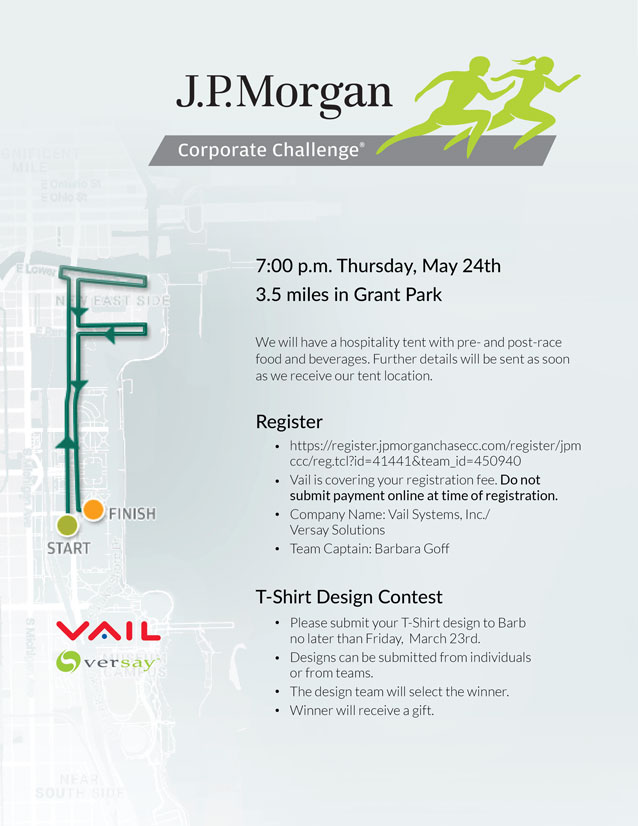 J.P.Morgan
Corporate Challenge®
MILE
E Ontario St
E Ohio St
E Lower
NEW EAST SIDE
7:00 p.m. Thursday, May 24th
3.5 miles in Grant Park
We will have a hospitality tent with pre- and post-race
food and beverages. Further details will be sent as soon
as we receive our tent location.
Register
• https://register.jpmorganchasecc.com/register/jpm
ccc/reg.tcl?id=41441&team_id=450940
• Vail is covering your registration fee. Do not
submit payment online at time of registration.
• Company Name: Vail Systems, Inc./
Versay Solutions
• Team Captain: Barbara Goff
FINISH
START
T-Shirt Design Contest
• Please submit your T-Shirt design to Barb
no later than Friday, March 23rd.
• Designs can be submitted from individuals
or from teams.
• The design team will select the winner.
• Winner will receive a gift.
VAIL
versay
CAMPUS
NEAR
SOUTH SIDE